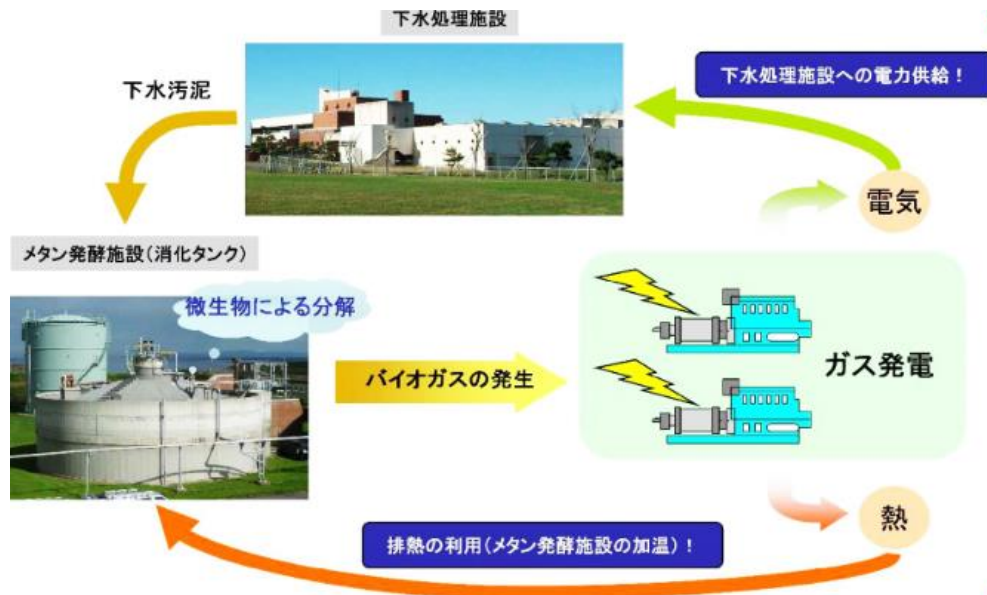 下水処理施設
下水処理施設への電力供給！
下水汚泥
電気
メタン発酵施設(消化タンク)
微生物による分解
バイオガスの発生
ガス発電
熱
排熱の利用(メタン発酵施設の加温)！